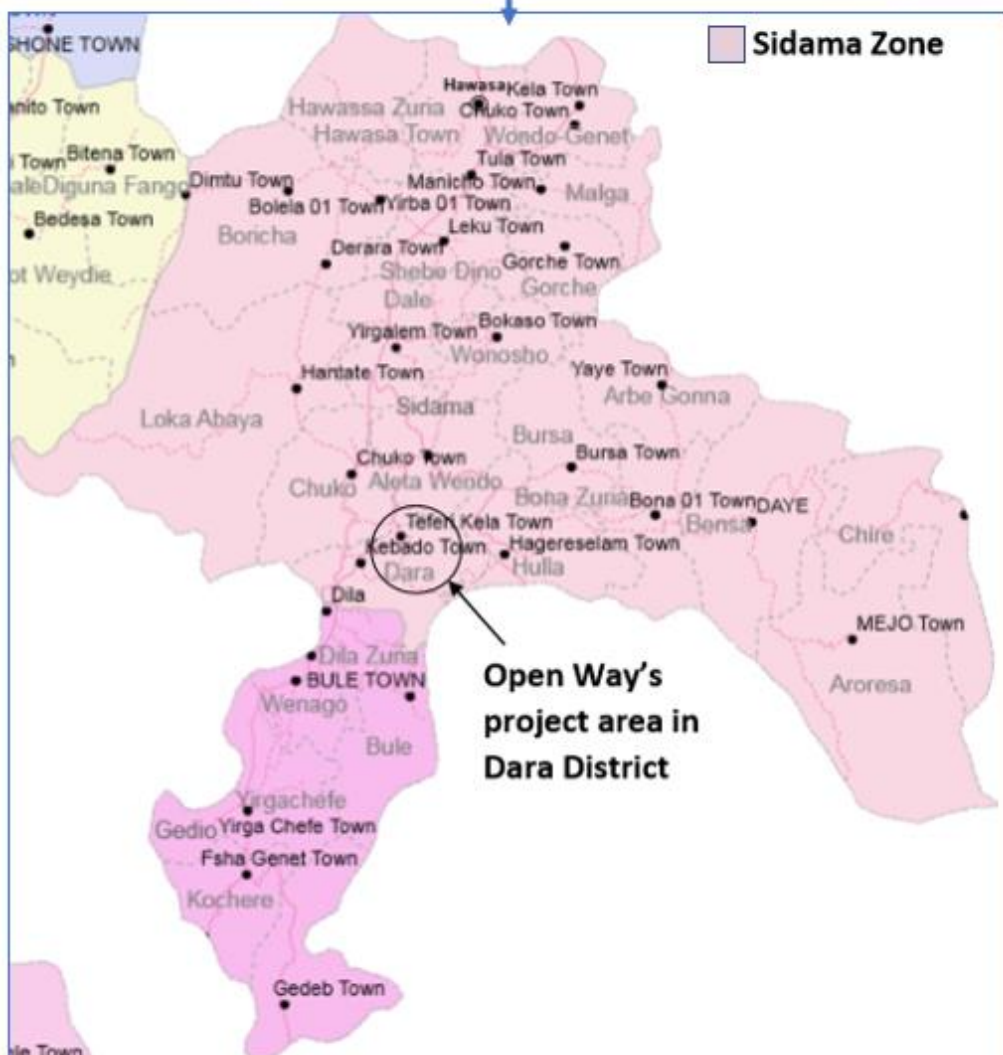 SHONE TOWN
Sidama Zone
Hawasa
Kela Town
Hawassa Zuria
Chuko Town
Hawasa Town
Wondo-Genet
Bitena Town
Tula Town
Diguna Fango
Dimtu Town
Manicho Town
Malga
Bolela 01 Town
Yirba 01 Town
Bedesa Town
Boricha
Leku Town
Derara Town
Shebe Dino
Gorche Town
Weydie
Dale
Gorche
Yirgalem Town
Bokaso Town
Wonosho
Hantate Town
Yaye Town
Loka Abaya
Sidama
Arbe Gonna
Bursa
Chuko Town
Bursa Town
Chuko
Aleta Wendo
Bona Zuria
Bona 01 Town
DAYE
Teferi Kela Town
Bensa
Kebado Town
Hagereselam Town
Chire
Dara
Hulla
Dila
MEJO Town
Dila Zuria
Open Way's
BULE TOWN
Aroresa
Wenago
project area in
Bule
Dara District
Yirgachefe
Gedio
Yirga Chefe Town
Fsha Genet Town
Kochere
Gedeb Town
Town